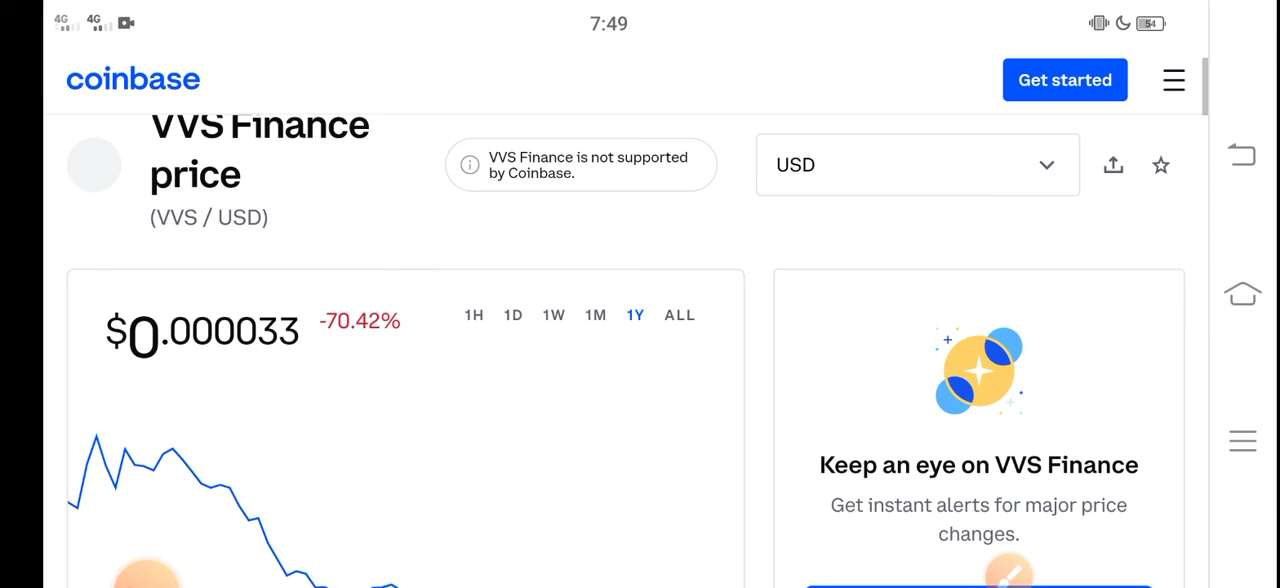 4G 4G 7:49 54
coinbase Get started
VVS Finance
price
(VVS / USD)
VVS Finance is not supported
by Coinbase.
USD
$0.000033 -70.42% 1H 1D 1W 1M 1Y ALL
Keep an eye on VVS Finance
Get instant alerts for major price
changes.